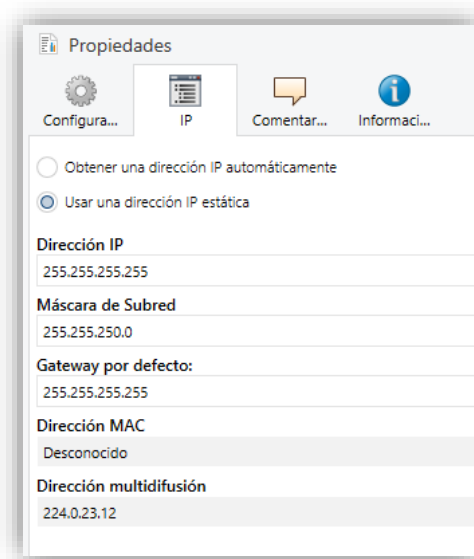 Propiedades
Configura... IP Comentar... Informaci...
Obtener una dirección IP automáticamente
Usar una dirección IP estática
Dirección IP
255.255.255.255
Máscara de Subred
255.255.250.0
Gateway por defecto:
255.255.255.255
Dirección MAC
Desconocido
Dirección multidifusión
224.0.23.12